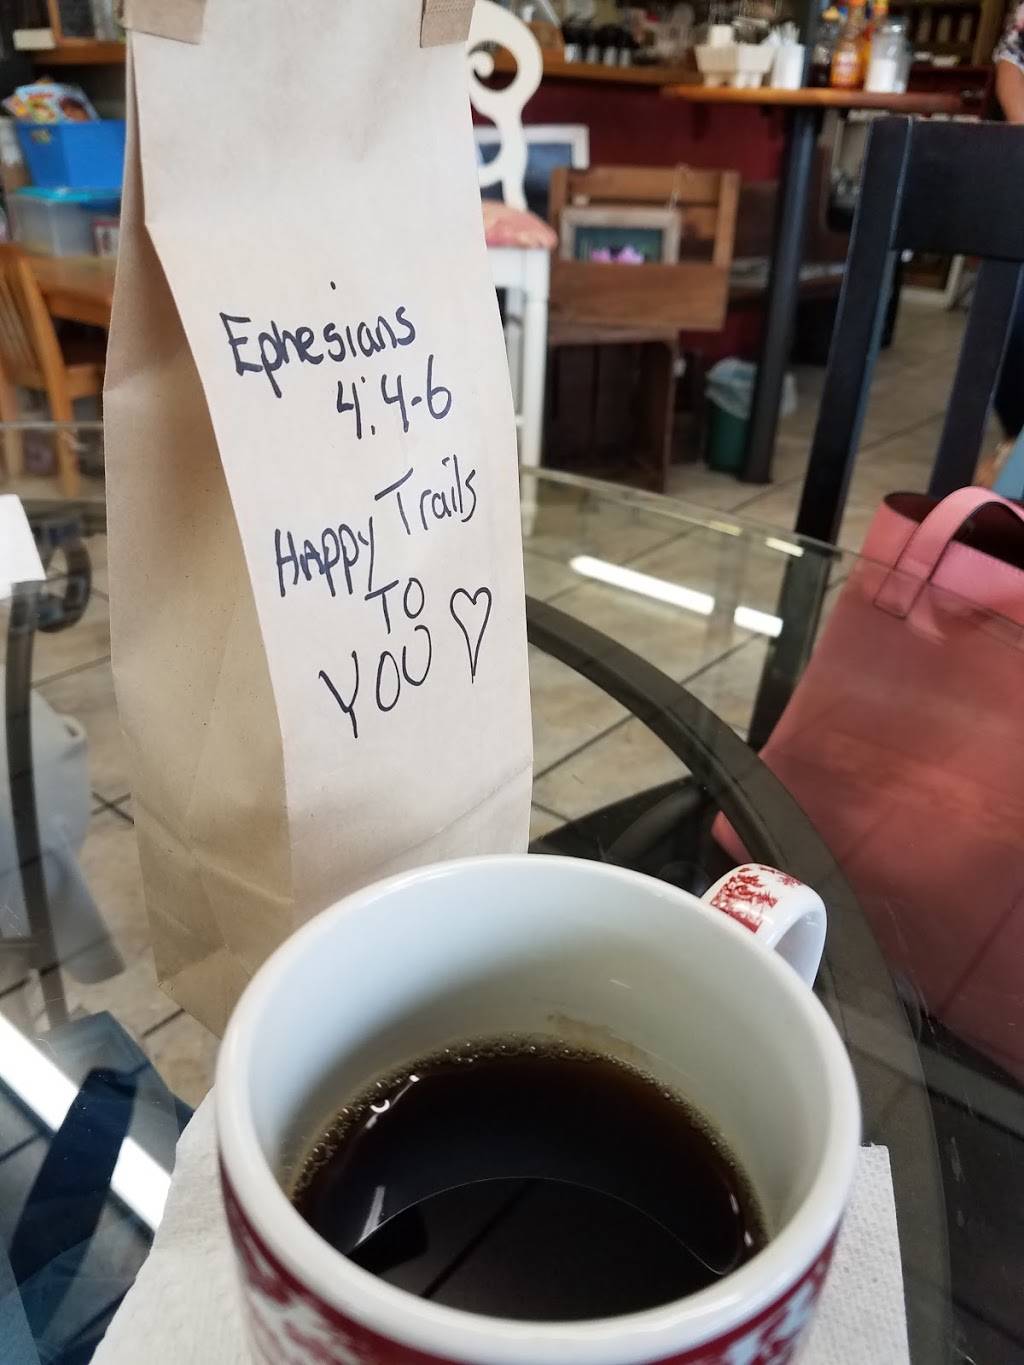 Ephesians
4:4-6
HAPPY Trails
TO
YOU ♡